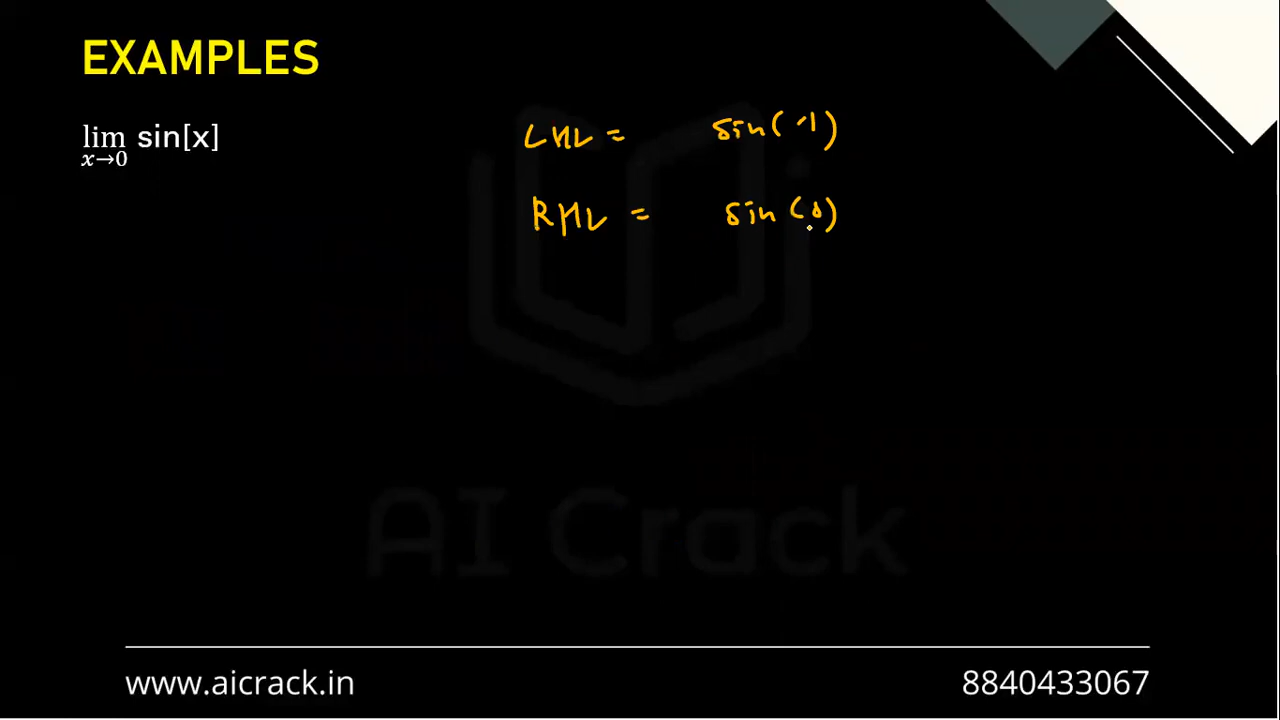 EXAMPLES
lim sin[x]
x→0
LHL = sin(-1)
RHL = sin(0)
AI Crack
www.aicrack.in
8840433067